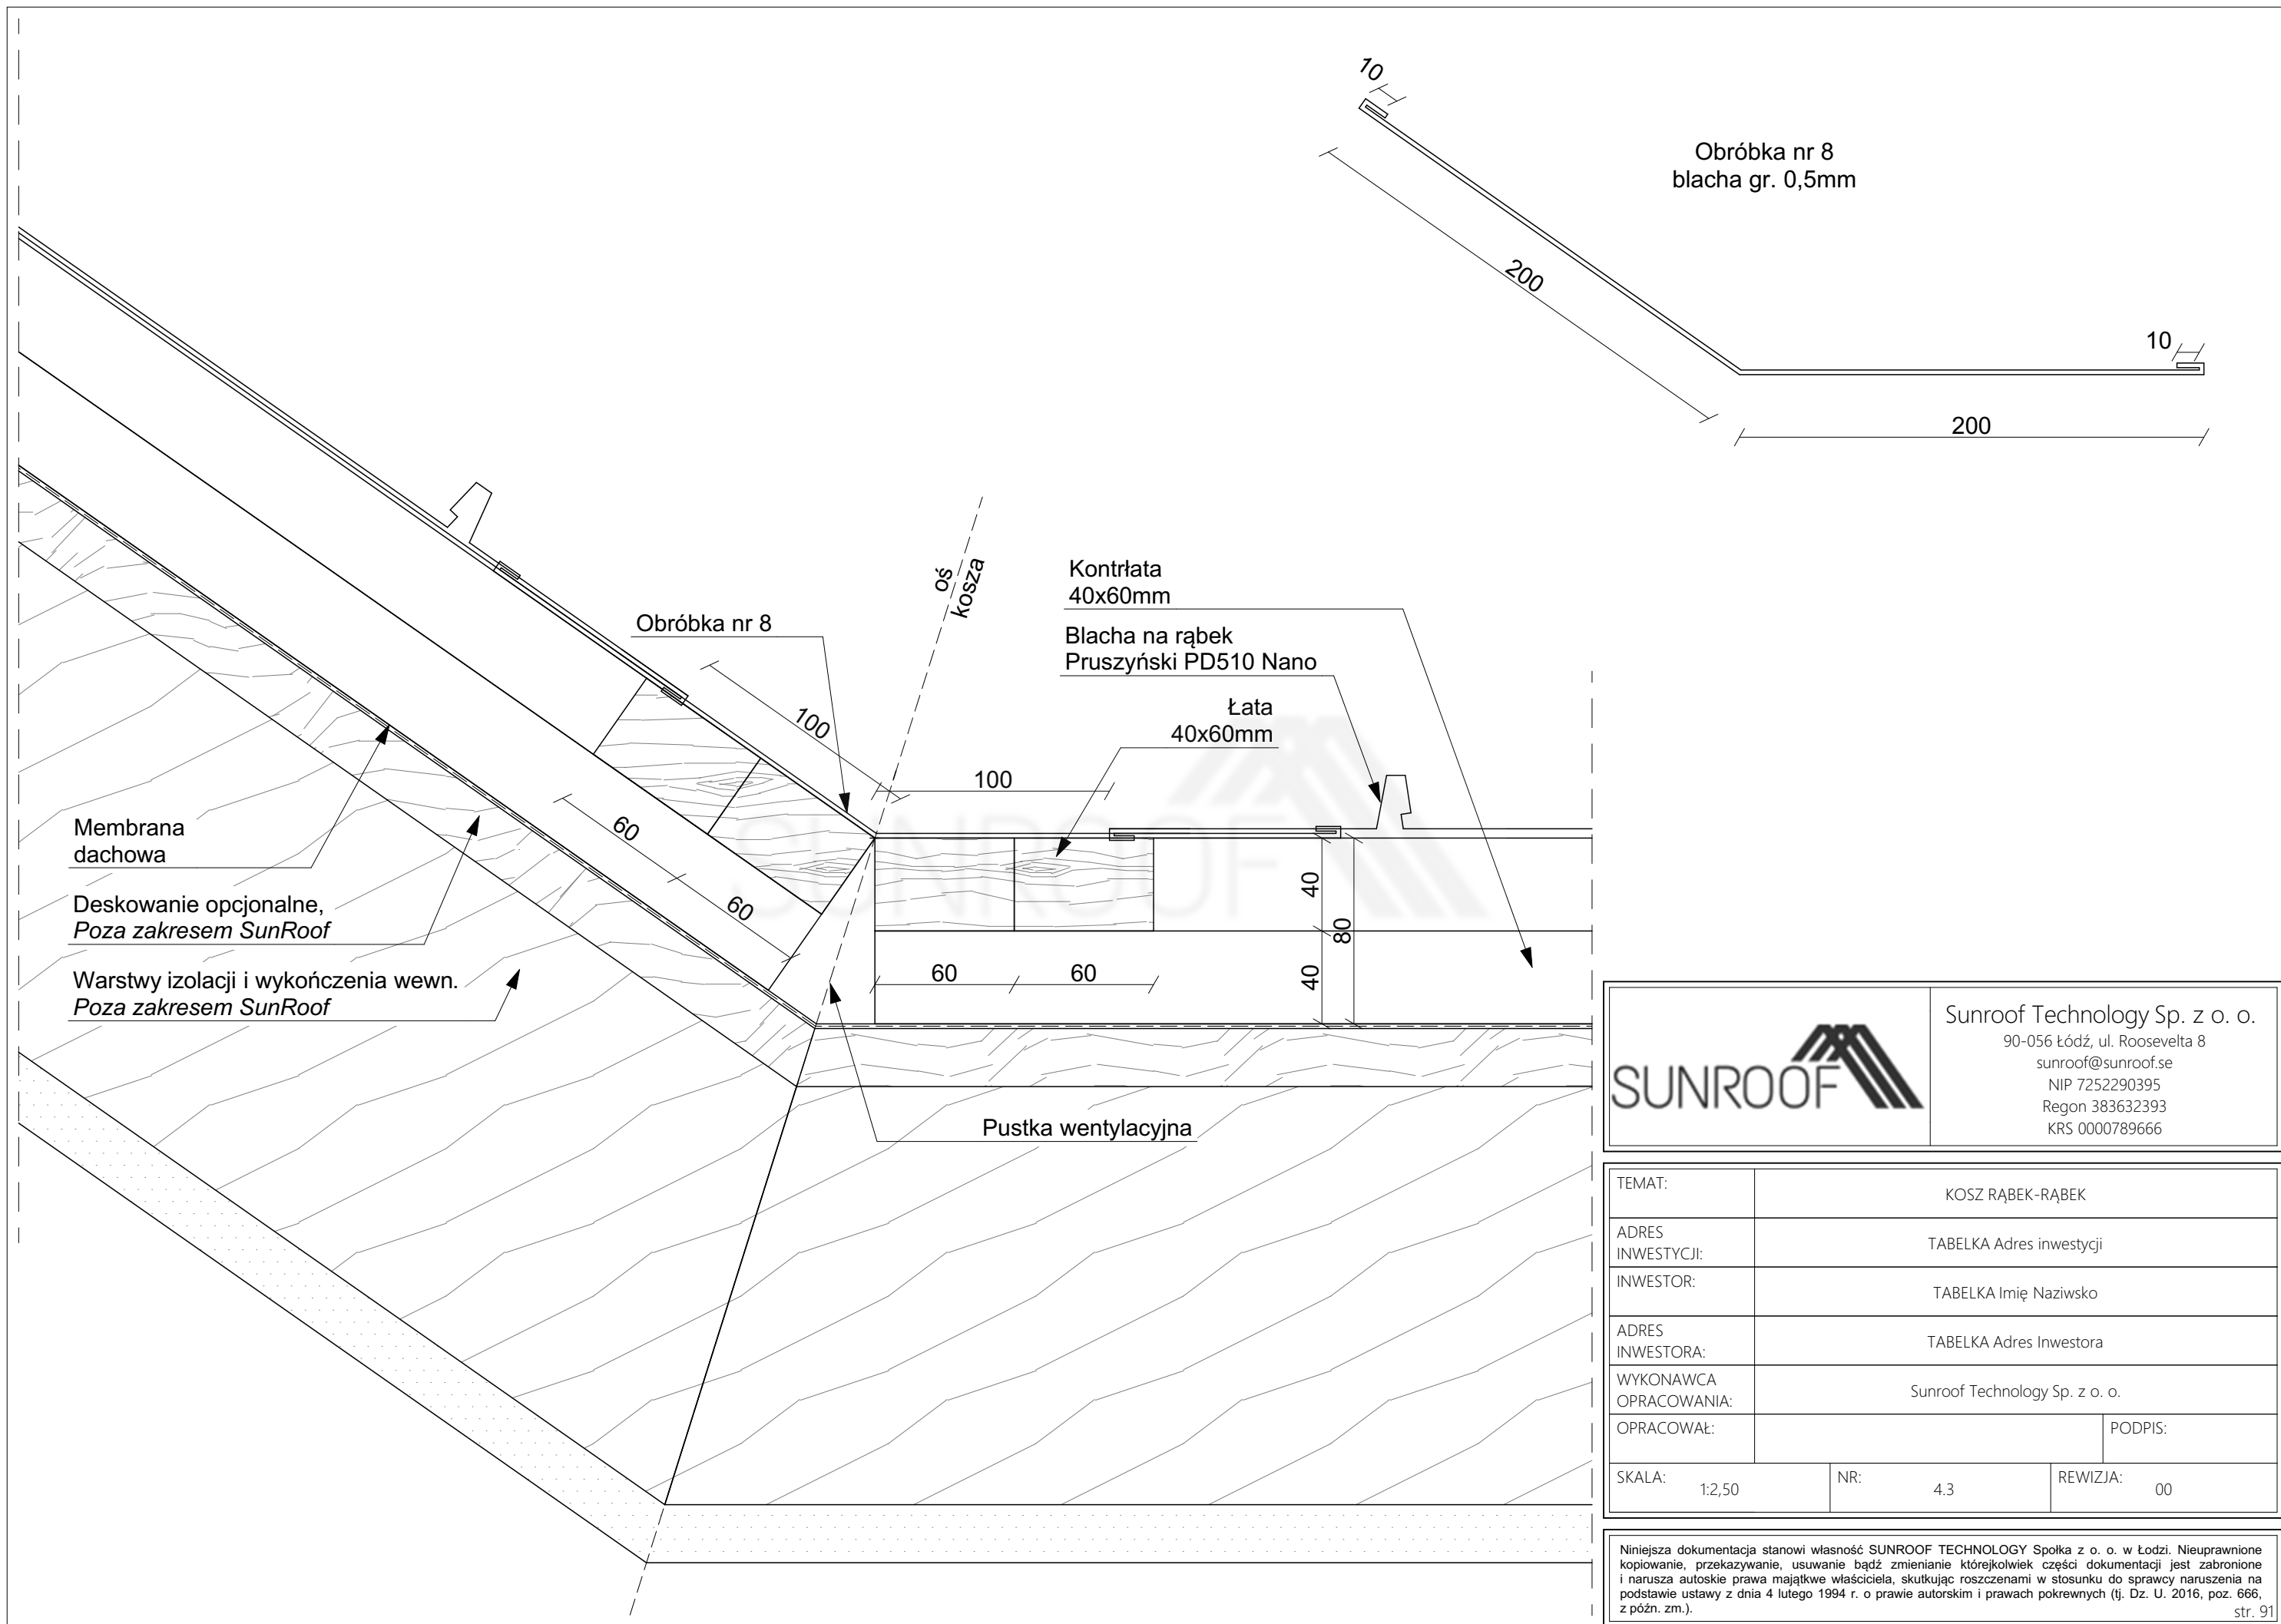 10
Obróbka nr 8
blacha gr. 0,5mm
200
10
200
oś
kosza
Kontrłata
40x60mm
Obróbka nr 8
Blacha na rąbek
Pruszyński PD510 Nano
Łata
40x60mm
100
100
SUNROOF
Membrana
dachowa
60
60
40
80
40
Deskowanie opcjonalne,
Poza zakresem SunRoof
Warstwy izolacji i wykończenia wewn.
Poza zakresem SunRoof
60
60
Pustka wentylacyjna
SUNROOF
Sunroof Technology Sp. z o. o.
90-056 Łódź, ul. Roosevelta 8
sunroof@sunroof.se
NIP 7252290395
Regon 383632393
KRS 0000789666
TEMAT:
KOSZ RĄBEK-RĄBEK
ADRES
INWESTYCJI:
TABELKA Adres inwestycji
INWESTOR:
TABELKA Imię Naziwsko
ADRES
INWESTORA:
TABELKA Adres Inwestora
WYKONAWCA
OPRACOWANIA:
Sunroof Technology Sp. z o. o.
OPRACOWAŁ:
PODPIS:
SKALA: 1:2,50
NR: 4.3
REWIZJA: 00
Niniejsza dokumentacja stanowi własność SUNROOF TECHNOLOGY Społka z o. o. w Łodzi. Nieuprawnione
kopiowanie, przekazywanie, usuwanie bądź zmienianie którejkolwiek części dokumentacji jest zabronione
i narusza autoskie prawa majątkwe właściciela, skutkując roszczenami w stosunku do sprawcy naruszenia na
podstawie ustawy z dnia 4 lutego 1994 r. o prawie autorskim i prawach pokrewnych (tj. Dz. U. 2016, poz. 666,
z późn. zm.).
str. 91